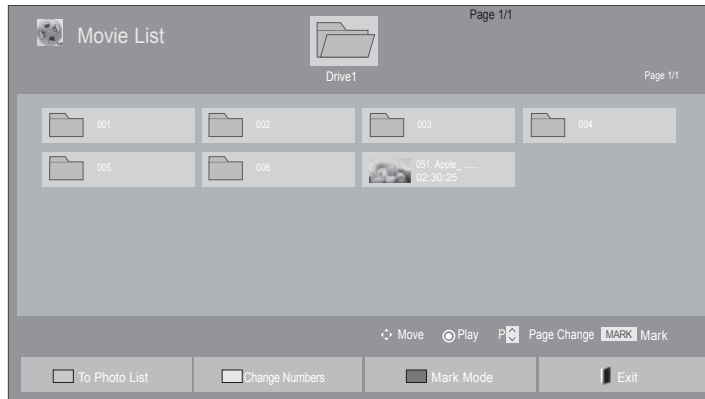 Page 1/1
Movie List
Drive1
Page 1/1
001
002
003
004
005
006
051. Apple_ ......
02:30:25
Move
Play
P
Page Change
MARK
Mark
To Photo List
Change Numbers
Mark Mode
Exit